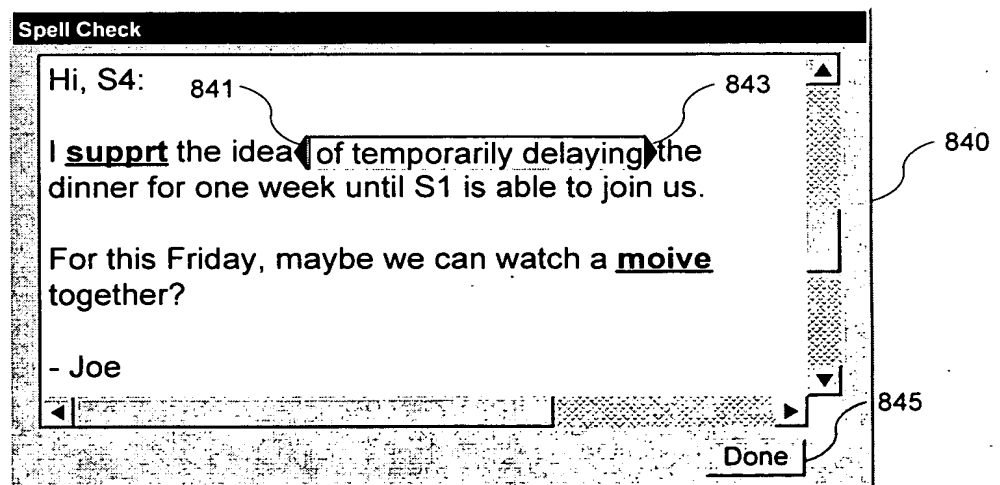 Spell Check
Hi, S4:
841
843
I supprt the idea of temporarily delaying the
840
dinner for one week until S1 is able to join us.
For this Friday, maybe we can watch a moive
together?
- Joe
845
Done